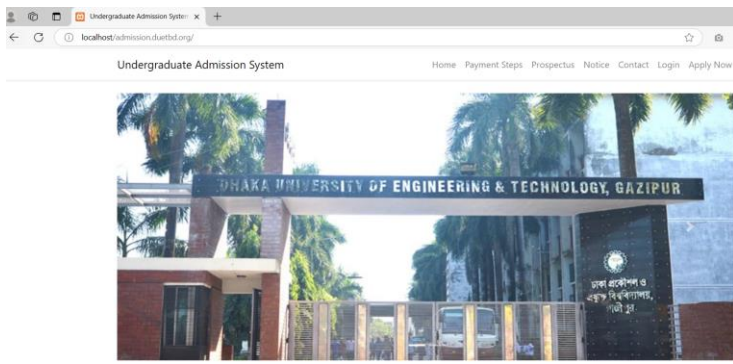 Undergraduate Admission System
localhost/admission.duetbd.org/
Undergraduate Admission System
Home Payment Steps Prospectus Notice Contact Login Apply Now
DHAKA UNIVERSITY OF ENGINEERING & TECHNOLOGY, GAZIPUR
ঢাকা প্রকৌশল ও
প্রযুক্তি বিশ্ববিদ্যালয়,
গাজীপুর